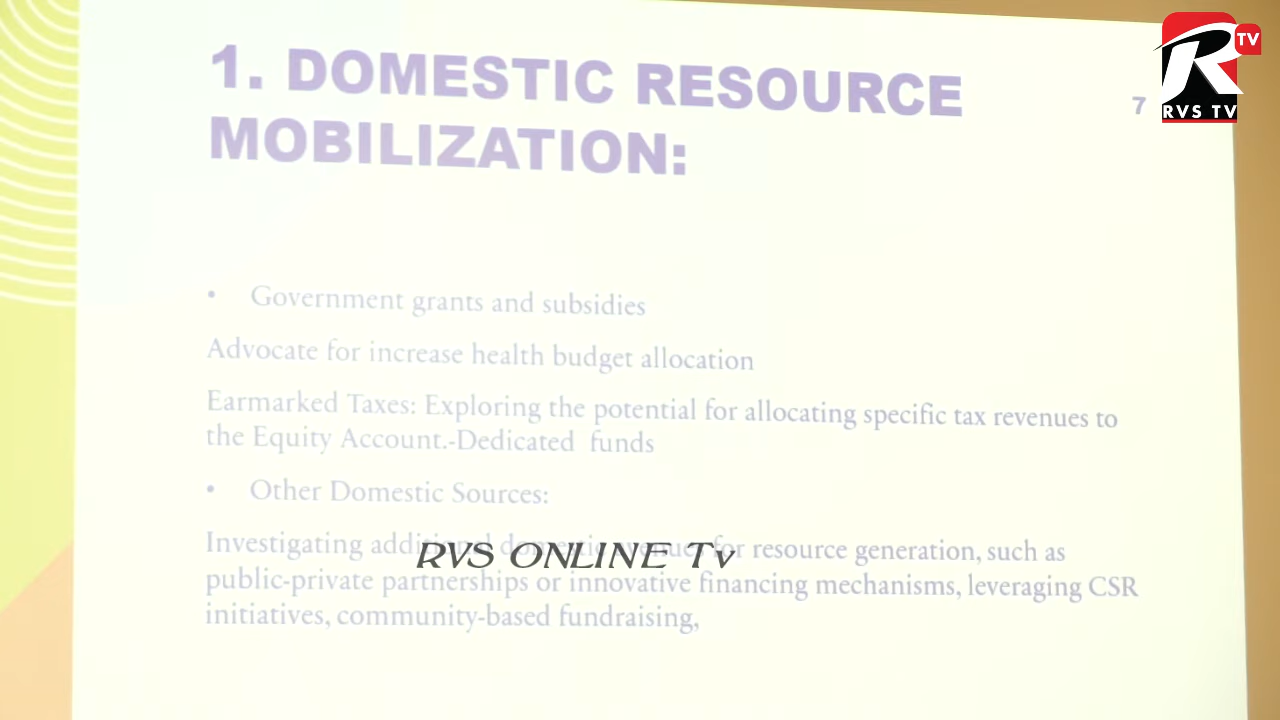 1. DOMESTIC RESOURCE
MOBILIZATION:
7
TV
R
RVS TV
• Government grants and subsidies
Advocate for increase health budget allocation
Earmarked Taxes: Exploring the potential for allocating specific tax revenues to
the Equity Account.-Dedicated funds
• Other Domestic Sources:
Investigating additional domestic avenues for resource generation, such as
RVS ONLINE Tv
public-private partnerships or innovative financing mechanisms, leveraging CSR
initiatives, community-based fundraising,